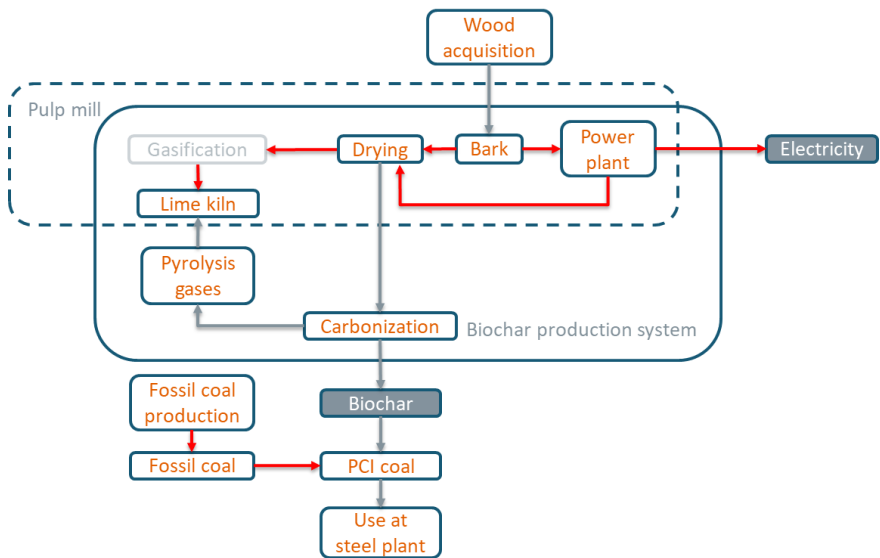 Wood
acquisition
Pulp mill
Gasification
Drying
Bark
Power
plant
Electricity
Lime kiln
Pyrolysis
gases
Carbonization
Biochar production system
Fossil coal
production
Biochar
Fossil coal
PCI coal
Use at
steel plant